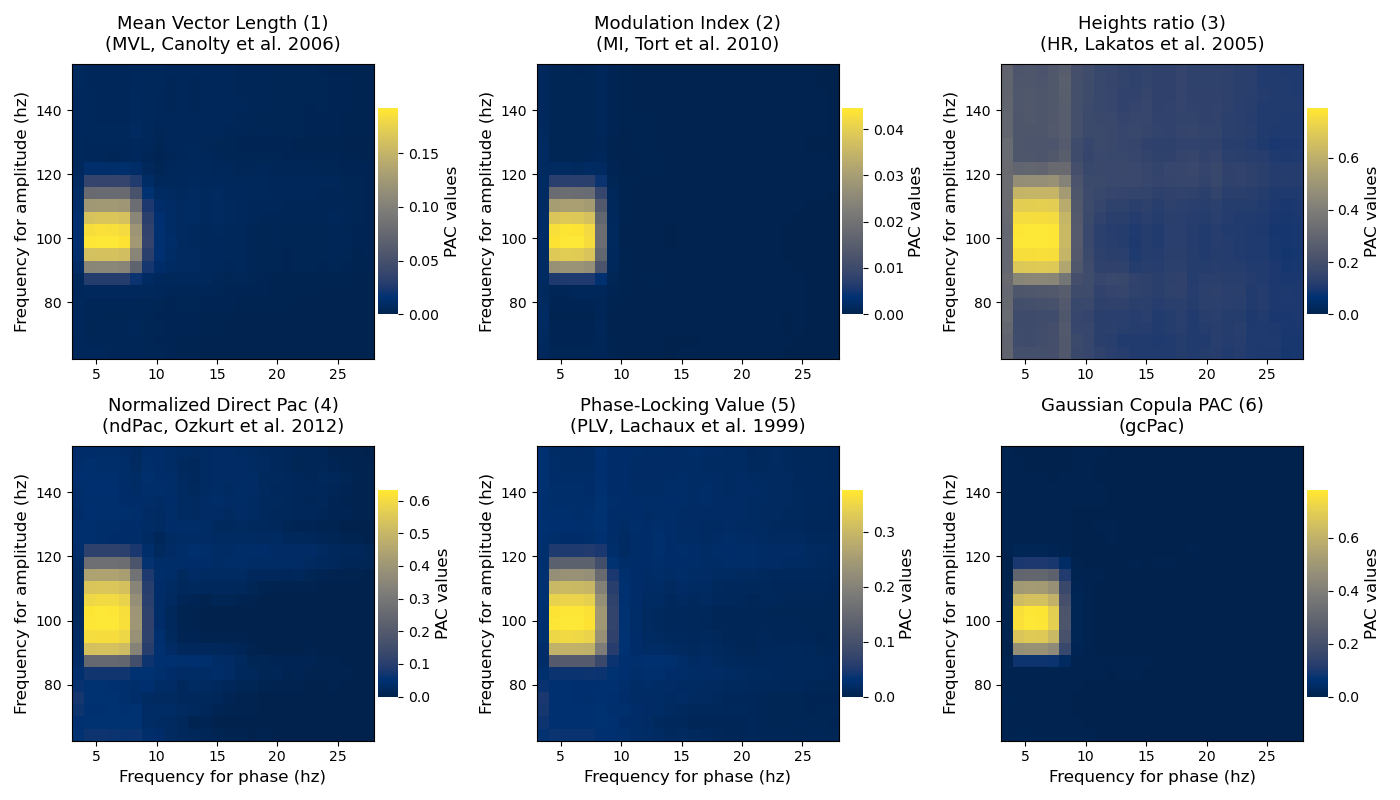 Mean Vector Length (1)
(MVL, Canolty et al. 2006)
Frequency for amplitude (hz)
140
120
100
80
5 10 15 20 25
0.15
0.10
0.05
0.00
PAC values
Modulation Index (2)
(MI, Tort et al. 2010)
Frequency for amplitude (hz)
140
120
100
80
5 10 15 20 25
0.04
0.03
0.02
0.01
0.00
PAC values
Heights ratio (3)
(HR, Lakatos et al. 2005)
Frequency for amplitude (hz)
140
120
100
80
5 10 15 20 25
0.6
0.4
0.2
0.0
PAC values
Normalized Direct Pac (4)
(ndPac, Ozkurt et al. 2012)
Frequency for amplitude (hz)
140
120
100
80
5 10 15 20 25
Frequency for phase (hz)
0.6
0.5
0.4
0.3
0.2
0.1
0.0
PAC values
Phase-Locking Value (5)
(PLV, Lachaux et al. 1999)
Frequency for amplitude (hz)
140
120
100
80
5 10 15 20 25
Frequency for phase (hz)
0.3
0.2
0.1
0.0
PAC values
Gaussian Copula PAC (6)
(gcPac)
Frequency for amplitude (hz)
140
120
100
80
5 10 15 20 25
Frequency for phase (hz)
0.6
0.4
0.2
0.0
PAC values